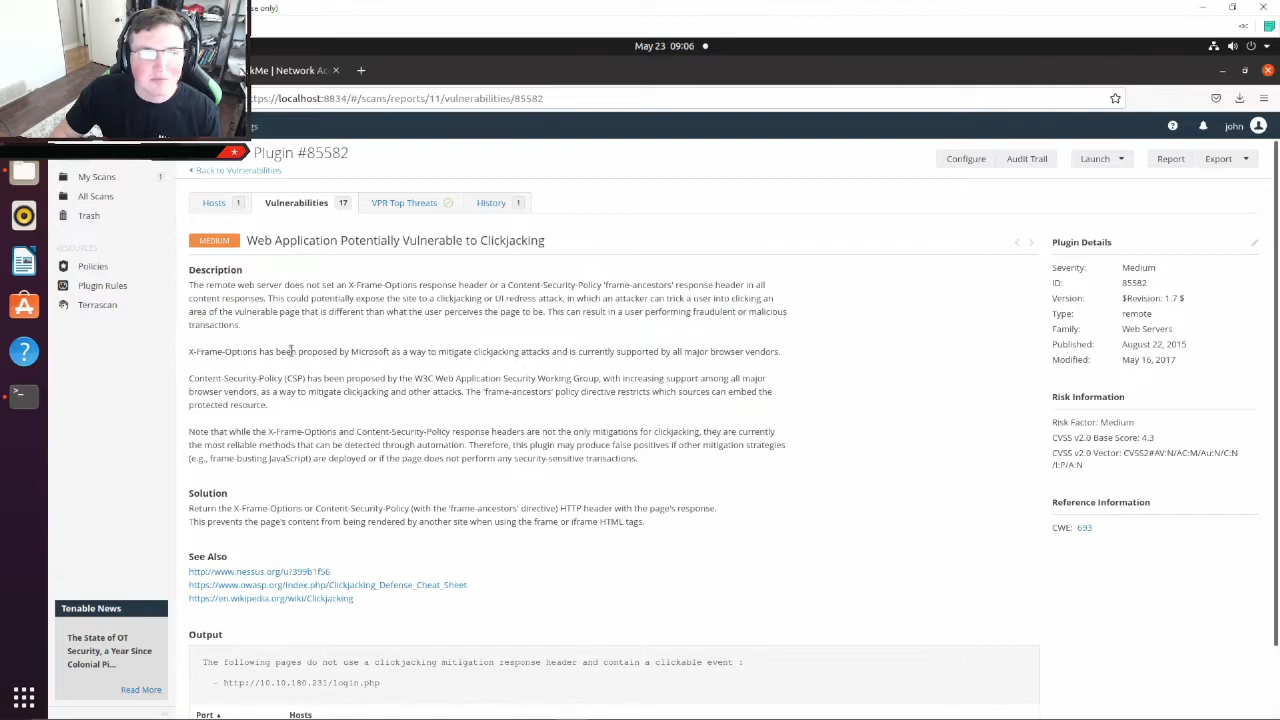 se only)
May 23 09:06
kMe | Network Ac
ttps://localhost:8834/#/scans/reports/11/vulnerabilities/85582
gs
john
Plugin #85582
Configure
Audit Trail
Launch
Report
Export
< Back to Vulnerabilities
My Scans 1
All Scans
Trash
RESOURCES
Policies
Plugin Rules
Terrascan
Hosts 1
Vulnerabilities 17
VPR Top Threats
History 1
MEDIUM
Web Application Potentially Vulnerable to Clickjacking
Description
The remote web server does not set an X-Frame-Options response header or a Content-Security-Policy 'frame-ancestors' response header in all
content responses. This could potentially expose the site to a clickjacking or UI redress attack, in which an attacker can trick a user into clicking an
area of the vulnerable page that is different than what the user perceives the page to be. This can result in a user performing fraudulent or malicious
transactions.
X-Frame-Options has been proposed by Microsoft as a way to mitigate clickjacking attacks and is currently supported by all major browser vendors.
Content-Security-Policy (CSP) has been proposed by the W3C Web Application Security Working Group, with increasing support among all major
browser vendors, as a way to mitigate clickjacking and other attacks. The 'frame-ancestors' policy directive restricts which sources can embed the
protected resource.
Note that while the X-Frame-Options and Content-Security-Policy response headers are not the only mitigations for clickjacking, they are currently
the most reliable methods that can be detected through automation. Therefore, this plugin may produce false positives if other mitigation strategies
(e.g., frame-busting JavaScript) are deployed or if the page does not perform any security-sensitive transactions.
Solution
Return the X-Frame-Options or Content-Security-Policy (with the 'frame-ancestors' directive) HTTP header with the page's response.
This prevents the page's content from being rendered by another site when using the frame or iframe HTML tags.
See Also
http://www.nessus.org/u?399b1f56
https://www.owasp.org/index.php/Clickjacking_Defense_Cheat_Sheet
https://en.wikipedia.org/wiki/Clickjacking
Output
The following pages do not use a clickjacking mitigation response header and contain a clickable event :
- http://10.10.180.231/login.php
Port ▲ Hosts
Plugin Details
Severity: Medium
ID: 85582
Version: $Revision: 1.7 $
Type: remote
Family: Web Servers
Published: August 22, 2015
Modified: May 16, 2017
Risk Information
Risk Factor: Medium
CVSS v2.0 Base Score: 4.3
CVSS v2.0 Vector: CVSS2#AV:N/AC:M/Au:N/C:N
/I:P/A:N
Reference Information
CWE: 693
Tenable News
The State of OT
Security, a Year Since
Colonial Pi...
Read More